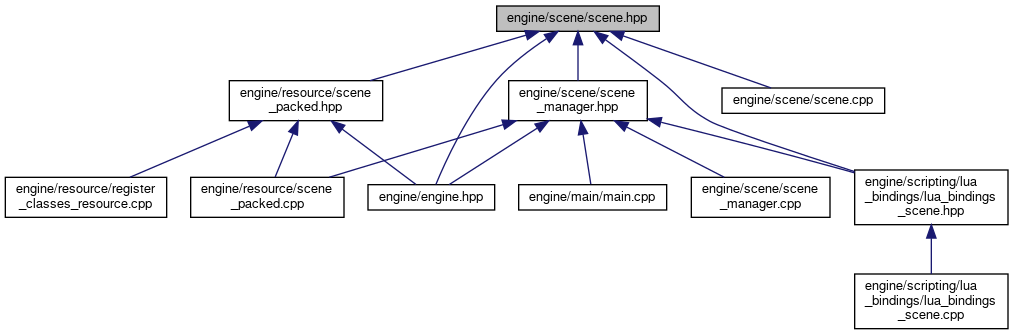 engine/scene/scene.hpp
engine/resource/scene
_packed.hpp
engine/scene/scene
_manager.hpp
engine/scene/scene.cpp
engine/resource/register
_classes_resource.cpp
engine/resource/scene
_packed.cpp
engine/engine.hpp
engine/main/main.cpp
engine/scene/scene
_manager.cpp
engine/scripting/lua
_bindings/lua_bindings
_scene.hpp
engine/scripting/lua
_bindings/lua_bindings
_scene.cpp